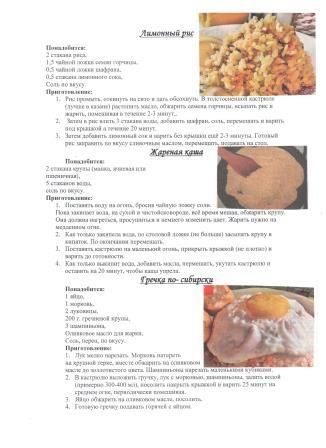 Лимонный рис
Понадобится:
2 стакана риса,
1,5 чайной ложки семян горчицы,
0,5 чайной ложки шафрана,
0,5 стакана лимонного сока,
Соль по вкусу.
Приготовление:
1. Рис промыть, откинуть на сито и дать обсохнуть. В толстостенной кастрюле
(лучше в казане) растопить масло, обжарить семена горчицы, всыпать рис и
жарить, помешивая в течение 2-3 минут,.
2. Затем в рис влить 3 стакана воды, добавить шафран, соль, перемешать и варить
под крышкой в течение 20 минут.
3. Затем добавить лимонный сок и варить без крышки ещё 2-3 минуты. Готовый
рис заправить по вкусу сливочным маслом, перемешать, подавать на стол.
Жареная каша
Понадобится:
2 стакана крупы (манка, ячневая или
пшеничная),
5 стаканов воды,
соль по вкусу.
Приготовление:
1. Поставить воду на огонь, бросив чайную ложку соли.
Пока закипает вода, на сухой и чистой сковороде, всё время мешая, обжарить крупу.
Она должна нагреться, просушиться и немного изменить цвет. Жарить нужно на
медленном огне.
2. Как только закипела вода, по столовой ложке (не больше) засыпать крупу в
кипяток. По окончании перемешать.
3. Поставить кастрюлю на маленький огонь, прикрыть крышкой (не плотно) и
варить до готовности.
4. Как только выкипит вода, добавить масла, перемешать, укутать кастрюлю и
оставить на 20 минут, чтобы каша упрела.
Гречка по- сибирски
Понадобится:
1 яйцо,
1 морковь,
2 луковицы,
200 г. гречневой крупы,
3 шампиньона,
Оливковое масло для жарки,
Соль, перец, по вкусу.
Приготовление:
1. Лук мелко нарезать. Морковь натереть
на крупной терке, вместе обжарить на оливковом
масле до золотистого цвета. Шампиньоны нарезать маленькими кубиками.
2. В кастрюлю выложить гречку, лук с морковью, шампиньоны, залить водой
(примерно 300-400 мл), посолить накрыть крышкой и варить 25 минут на
среднем огне, периодически помешивая.
3. Яйцо обжарить на оливковом масле, посолить.
4. Готовую гречку подавать горячей с яйцом.